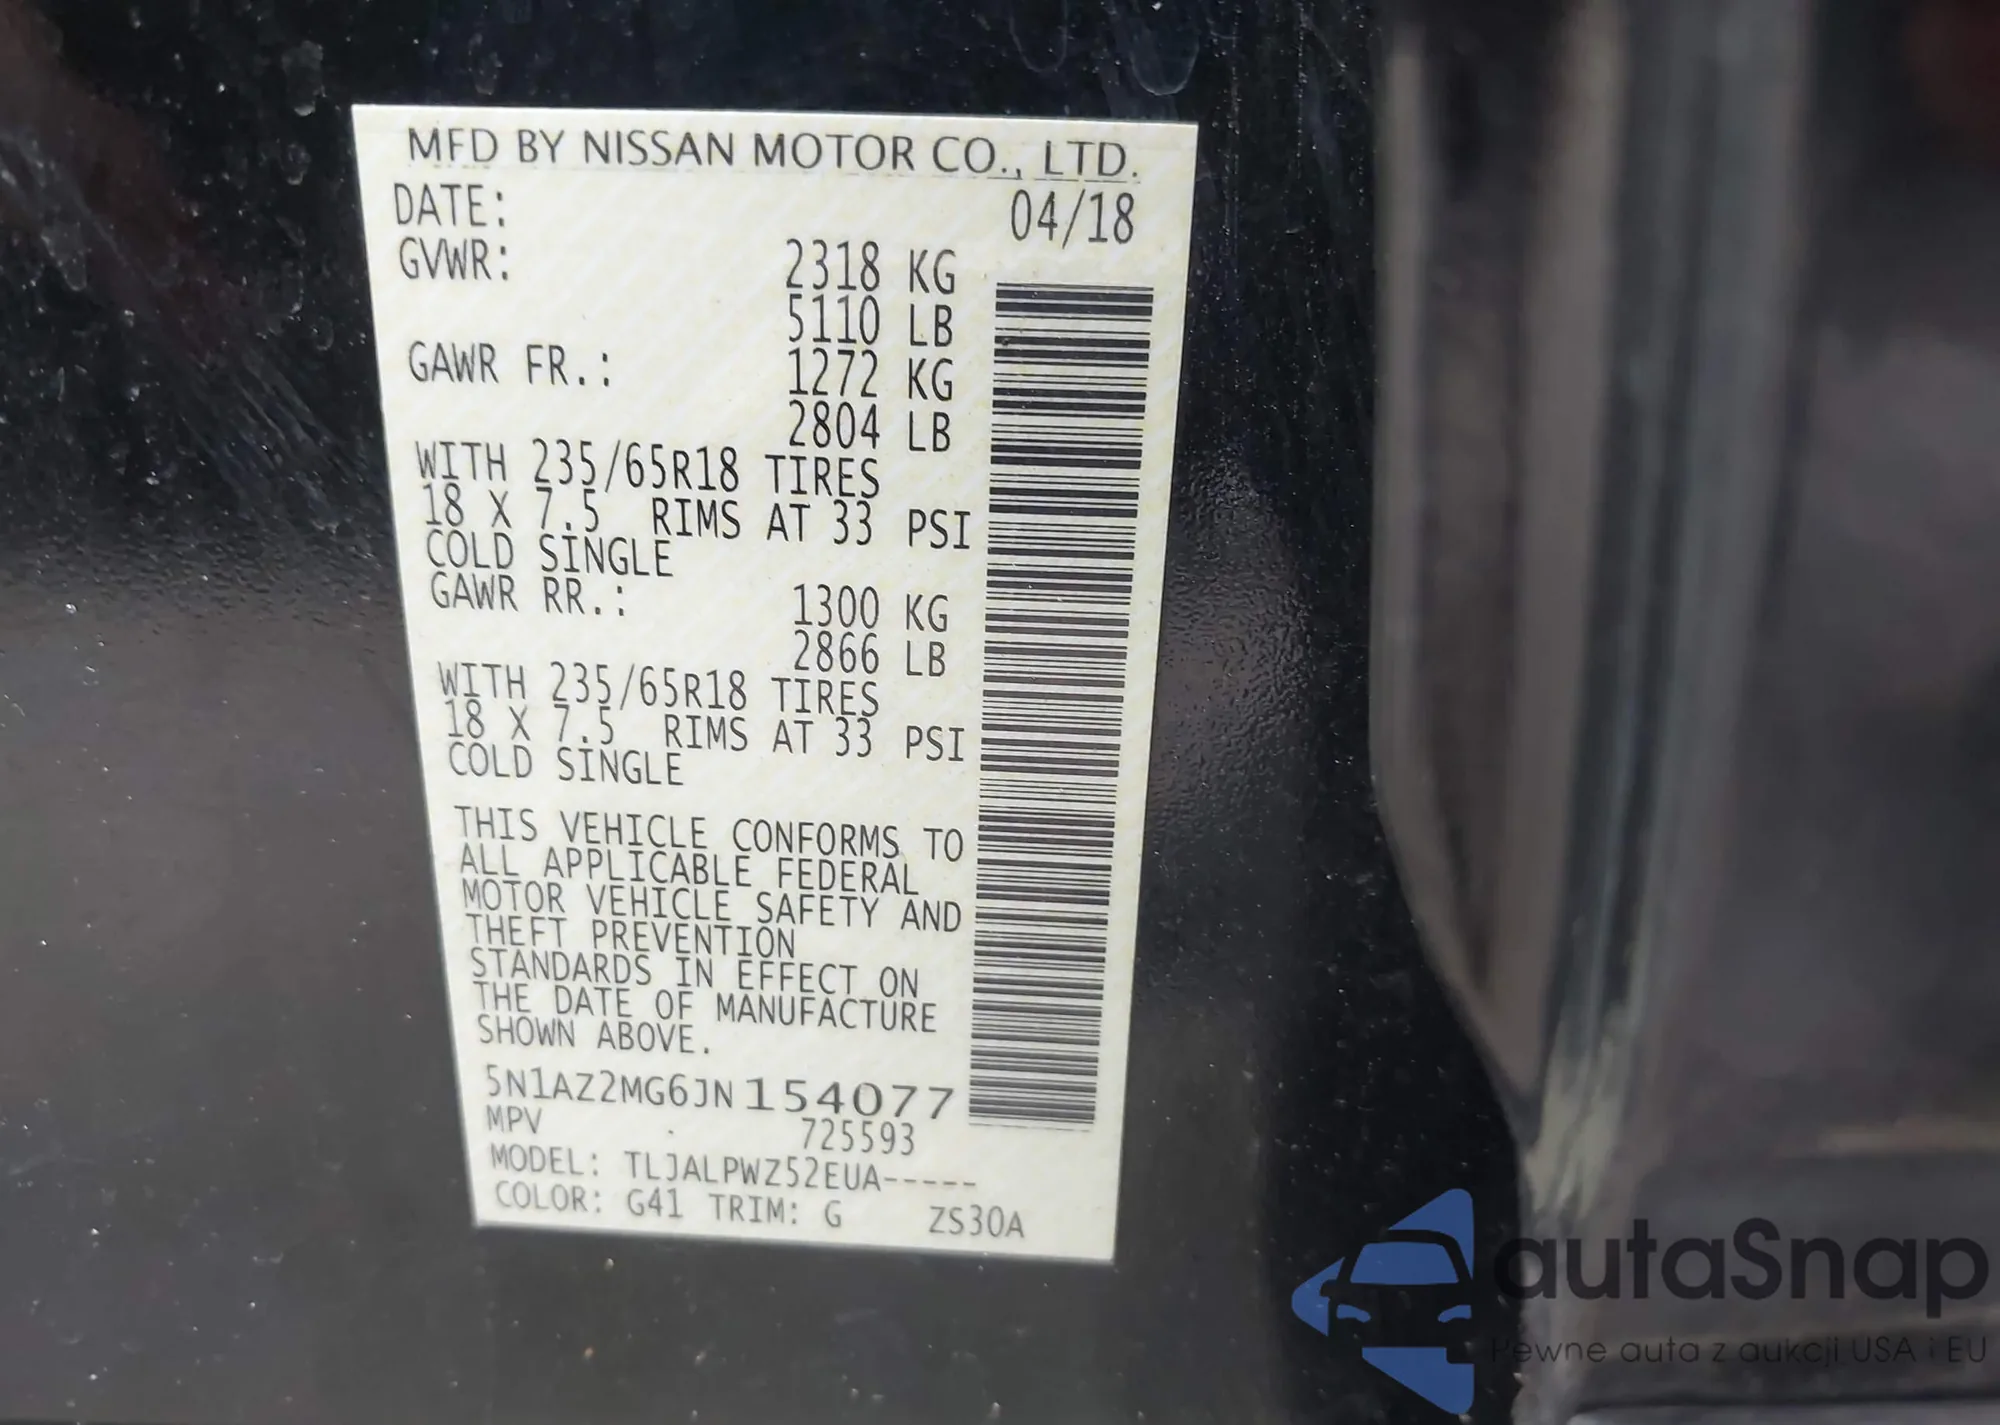 MFD BY NISSAN MOTOR CO., LTD.
DATE: 04/18
GVWR: 2318 KG
5110 LB
GAWR FR.: 1272 KG
2804 LB
WITH 235/65R18 TIRES
18 X 7.5 RIMS AT 33 PSI
COLD SINGLE
GAWR RR.: 1300 KG
2866 LB
WITH 235/65R18 TIRES
18 X 7.5 RIMS AT 33 PSI
COLD SINGLE
THIS VEHICLE CONFORMS TO
ALL APPLICABLE FEDERAL
MOTOR VEHICLE SAFETY AND
THEFT PREVENTION
STANDARDS IN EFFECT ON
THE DATE OF MANUFACTURE
SHOWN ABOVE.
5N1AZ2MG6JN154077
MPV 725593
MODEL: TLJALPWZ52EUA-----
COLOR: G41 TRIM: G ZS30A
autaSnap
Pewne auta z aukcji USA i EU